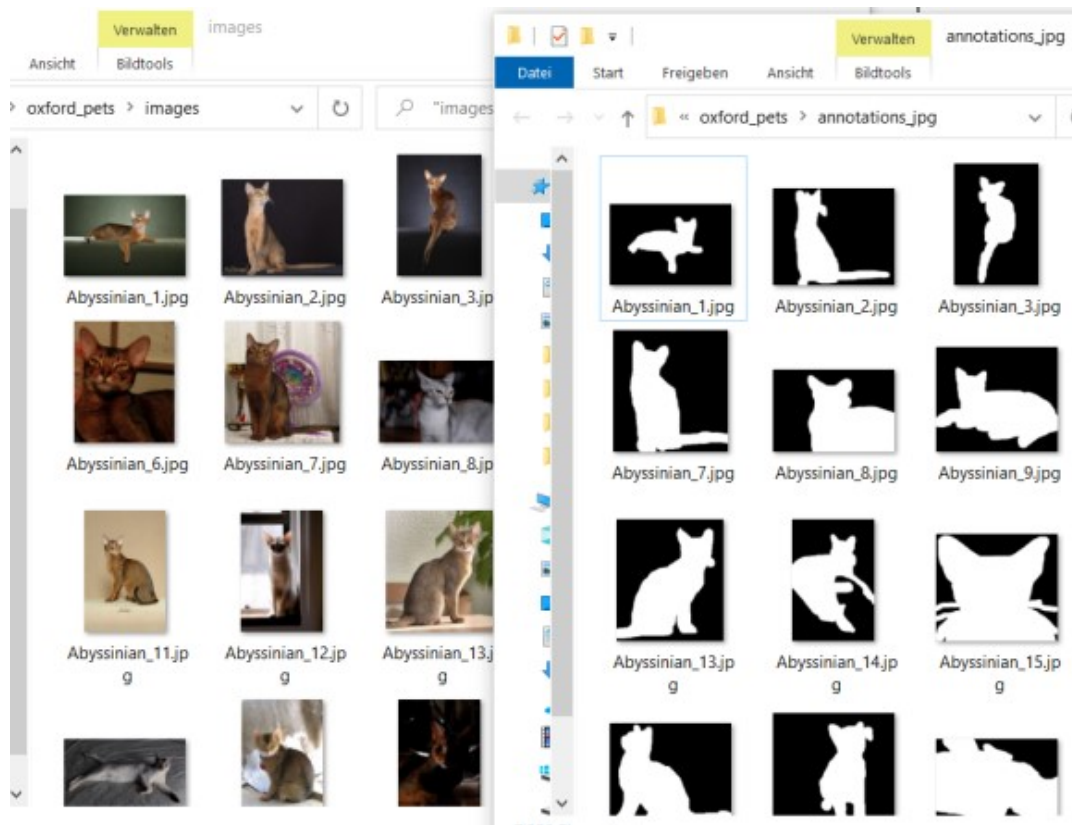 Verwalten
images
Ansicht
Bildtools
oxford_pets > images
"images
Abyssinian_1.jpg
Abyssinian_2.jpg
Abyssinian_3.jp
Abyssinian_6.jpg
Abyssinian_7.jpg
Abyssinian_8.jp
Abyssinian_11.jp
g
Abyssinian_12.jp
g
Abyssinian_13.j
g
Verwalten
annotations_jpg
Datei
Start
Freigeben
Ansicht
Bildtools
« oxford_pets > annotations_jpg
Abyssinian_1.jpg
Abyssinian_2.jpg
Abyssinian_3.jpg
Abyssinian_7.jpg
Abyssinian_8.jpg
Abyssinian_9.jpg
Abyssinian_13.jp
g
Abyssinian_14.jp
g
Abyssinian_15.jp
g